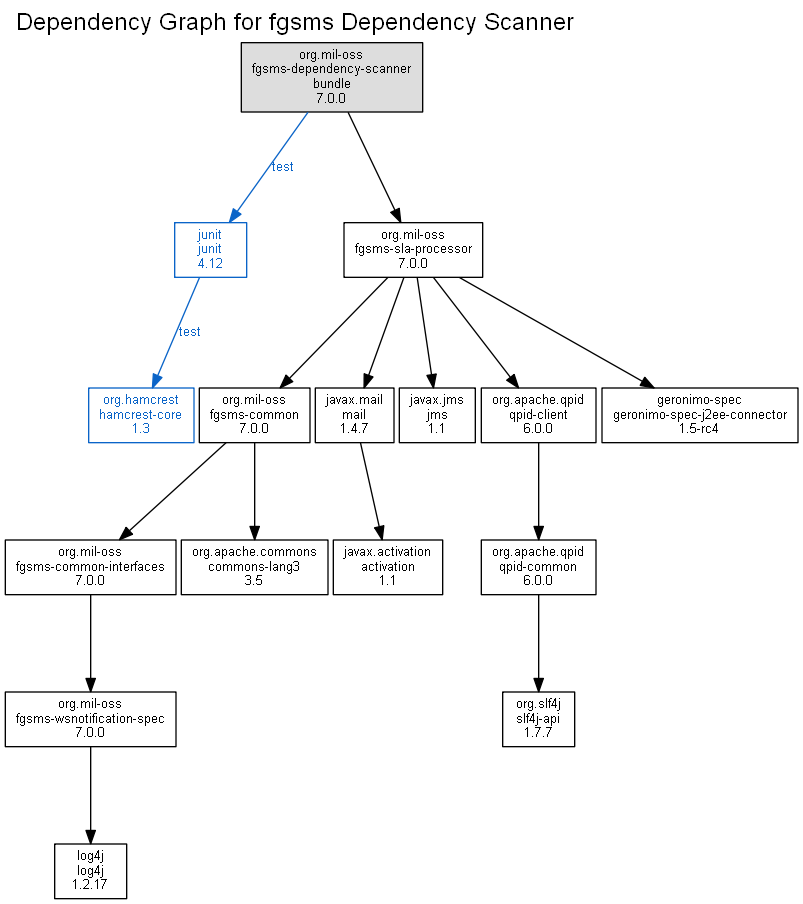 Dependency Graph for fgsms Dependency Scanner
org.mil-oss
fgsms-dependency-scanner
bundle
7.0.0
test
junit
junit
4.12
org.mil-oss
fgsms-sla-processor
7.0.0
test
org.hamcrest
hamcrest-core
1.3
org.mil-oss
fgsms-common
7.0.0
javax.mail
mail
1.4.7
javax.jms
jms
1.1
org.apache.qpid
qpid-client
6.0.0
geronimo-spec
geronimo-spec-j2ee-connector
1.5-rc4
org.mil-oss
fgsms-common-interfaces
7.0.0
org.apache.commons
commons-lang3
3.5
javax.activation
activation
1.1
org.apache.qpid
qpid-common
6.0.0
org.mil-oss
fgsms-wsnotification-spec
7.0.0
org.slf4j
slf4j-api
1.7.7
log4j
log4j
1.2.17